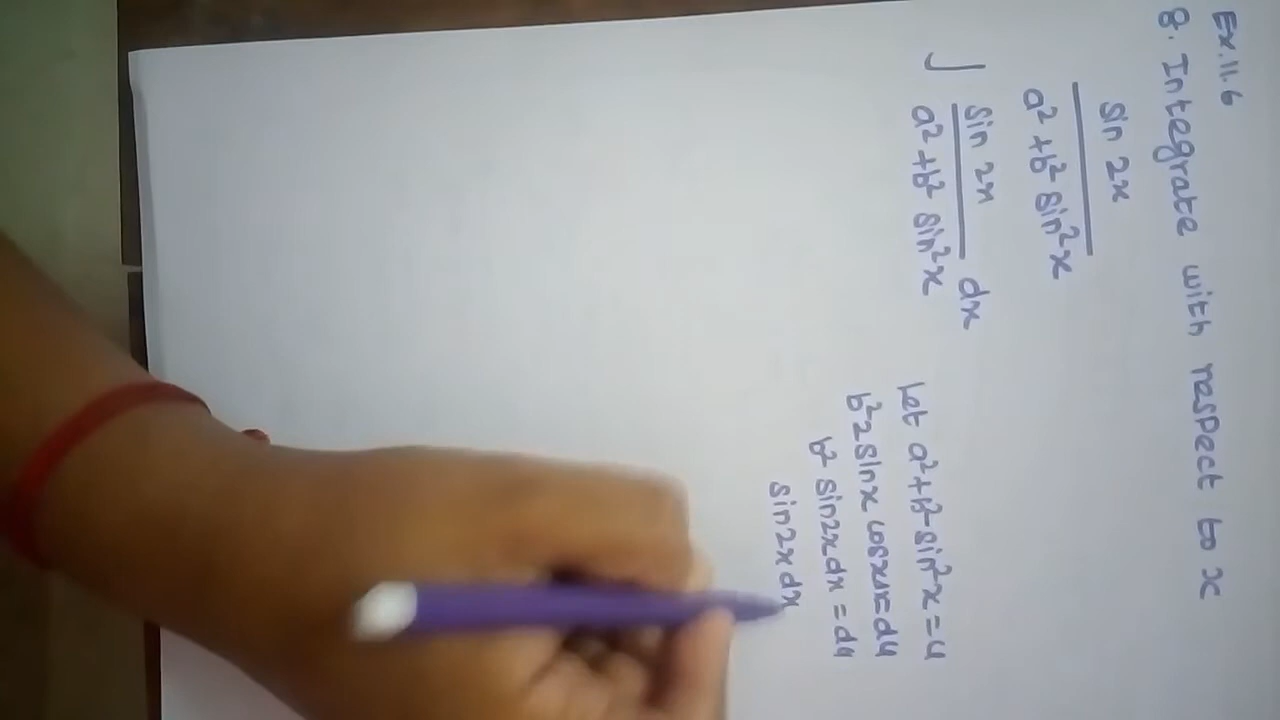 Ex.11.6
8. Integrate with respect to x
sin 2x
a² + b² sin²x
∫ sin 2x dx
a² + b² sin²x
Let a² + b² sin²x = u
b² 2 sin x cos x dx = du
b² sin 2x dx = du
sin 2x dx